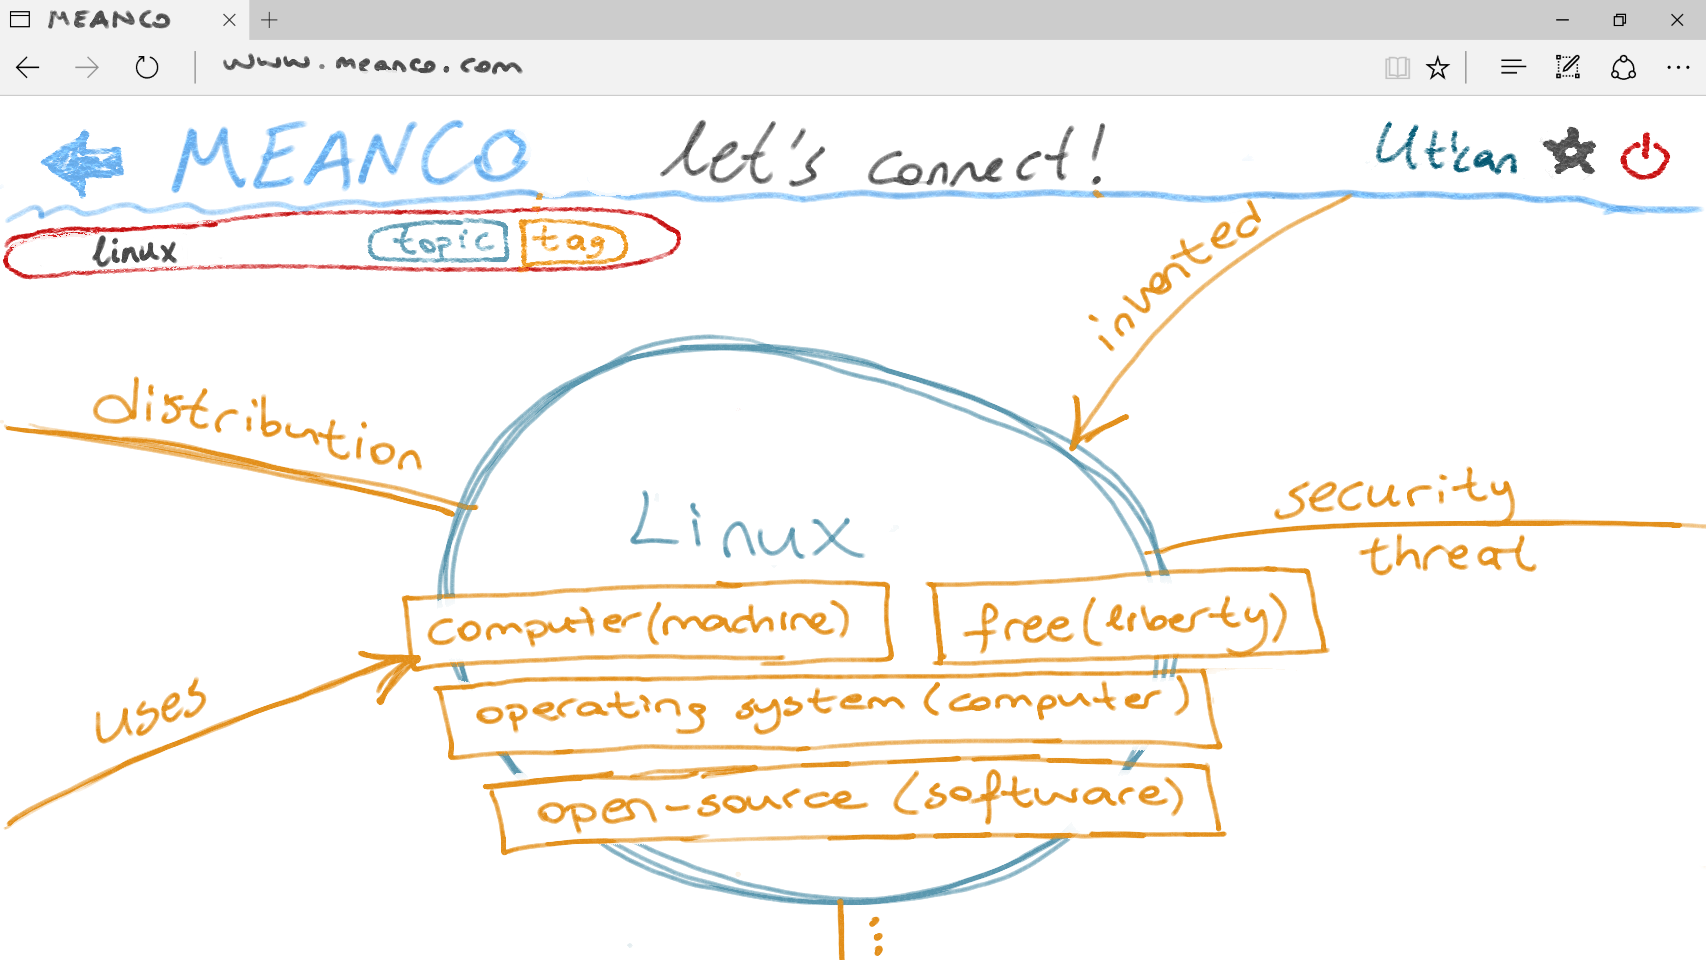 MEANCO
www.meanco.com
MEANCO let's connect! Utkan
linux topic tag
invented
distribution
security
threat
Linux
computer(machine) free(liberty)
uses
operating system (computer)
open-source (software)